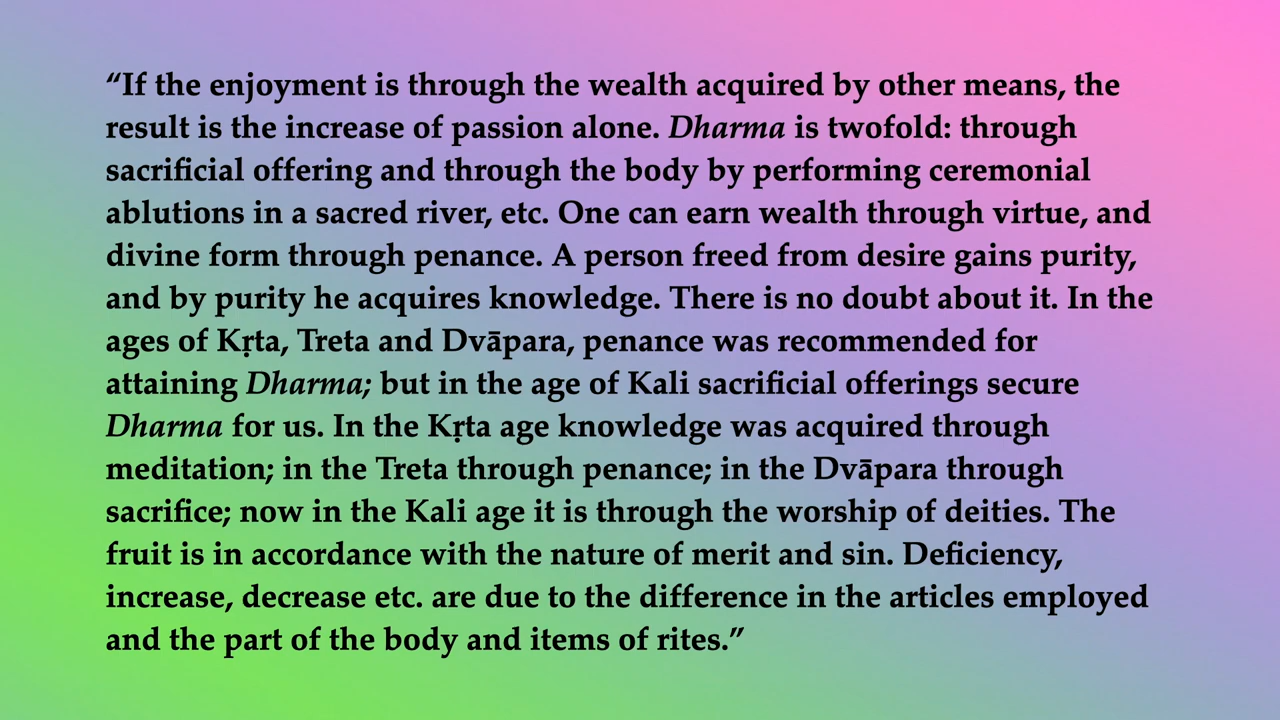 “If the enjoyment is through the wealth acquired by other means, the
result is the increase of passion alone. Dharma is twofold: through
sacrificial offering and through the body by performing ceremonial
ablutions in a sacred river, etc. One can earn wealth through virtue, and
divine form through penance. A person freed from desire gains purity,
and by purity he acquires knowledge. There is no doubt about it. In the
ages of Kṛta, Treta and Dvāpara, penance was recommended for
attaining Dharma; but in the age of Kali sacrificial offerings secure
Dharma for us. In the Kṛta age knowledge was acquired through
meditation; in the Treta through penance; in the Dvāpara through
sacrifice; now in the Kali age it is through the worship of deities. The
fruit is in accordance with the nature of merit and sin. Deficiency,
increase, decrease etc. are due to the difference in the articles employed
and the part of the body and items of rites.”